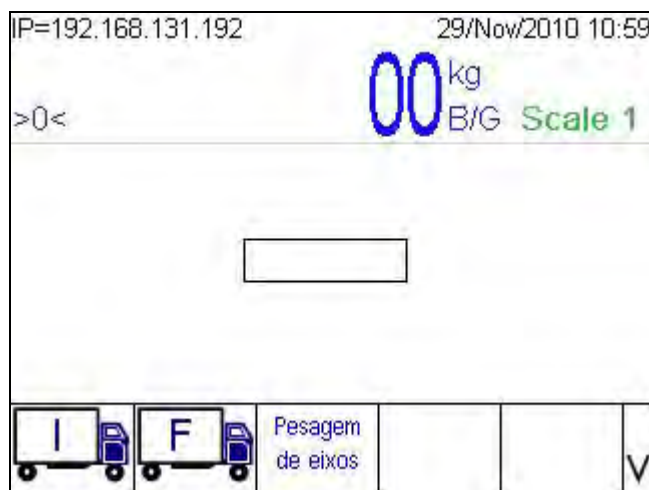 IP=192.168.131.192 29/Nov/2010 10:59
00 kg
>0< B/G Scale 1
I F Pesagem
de eixos
V